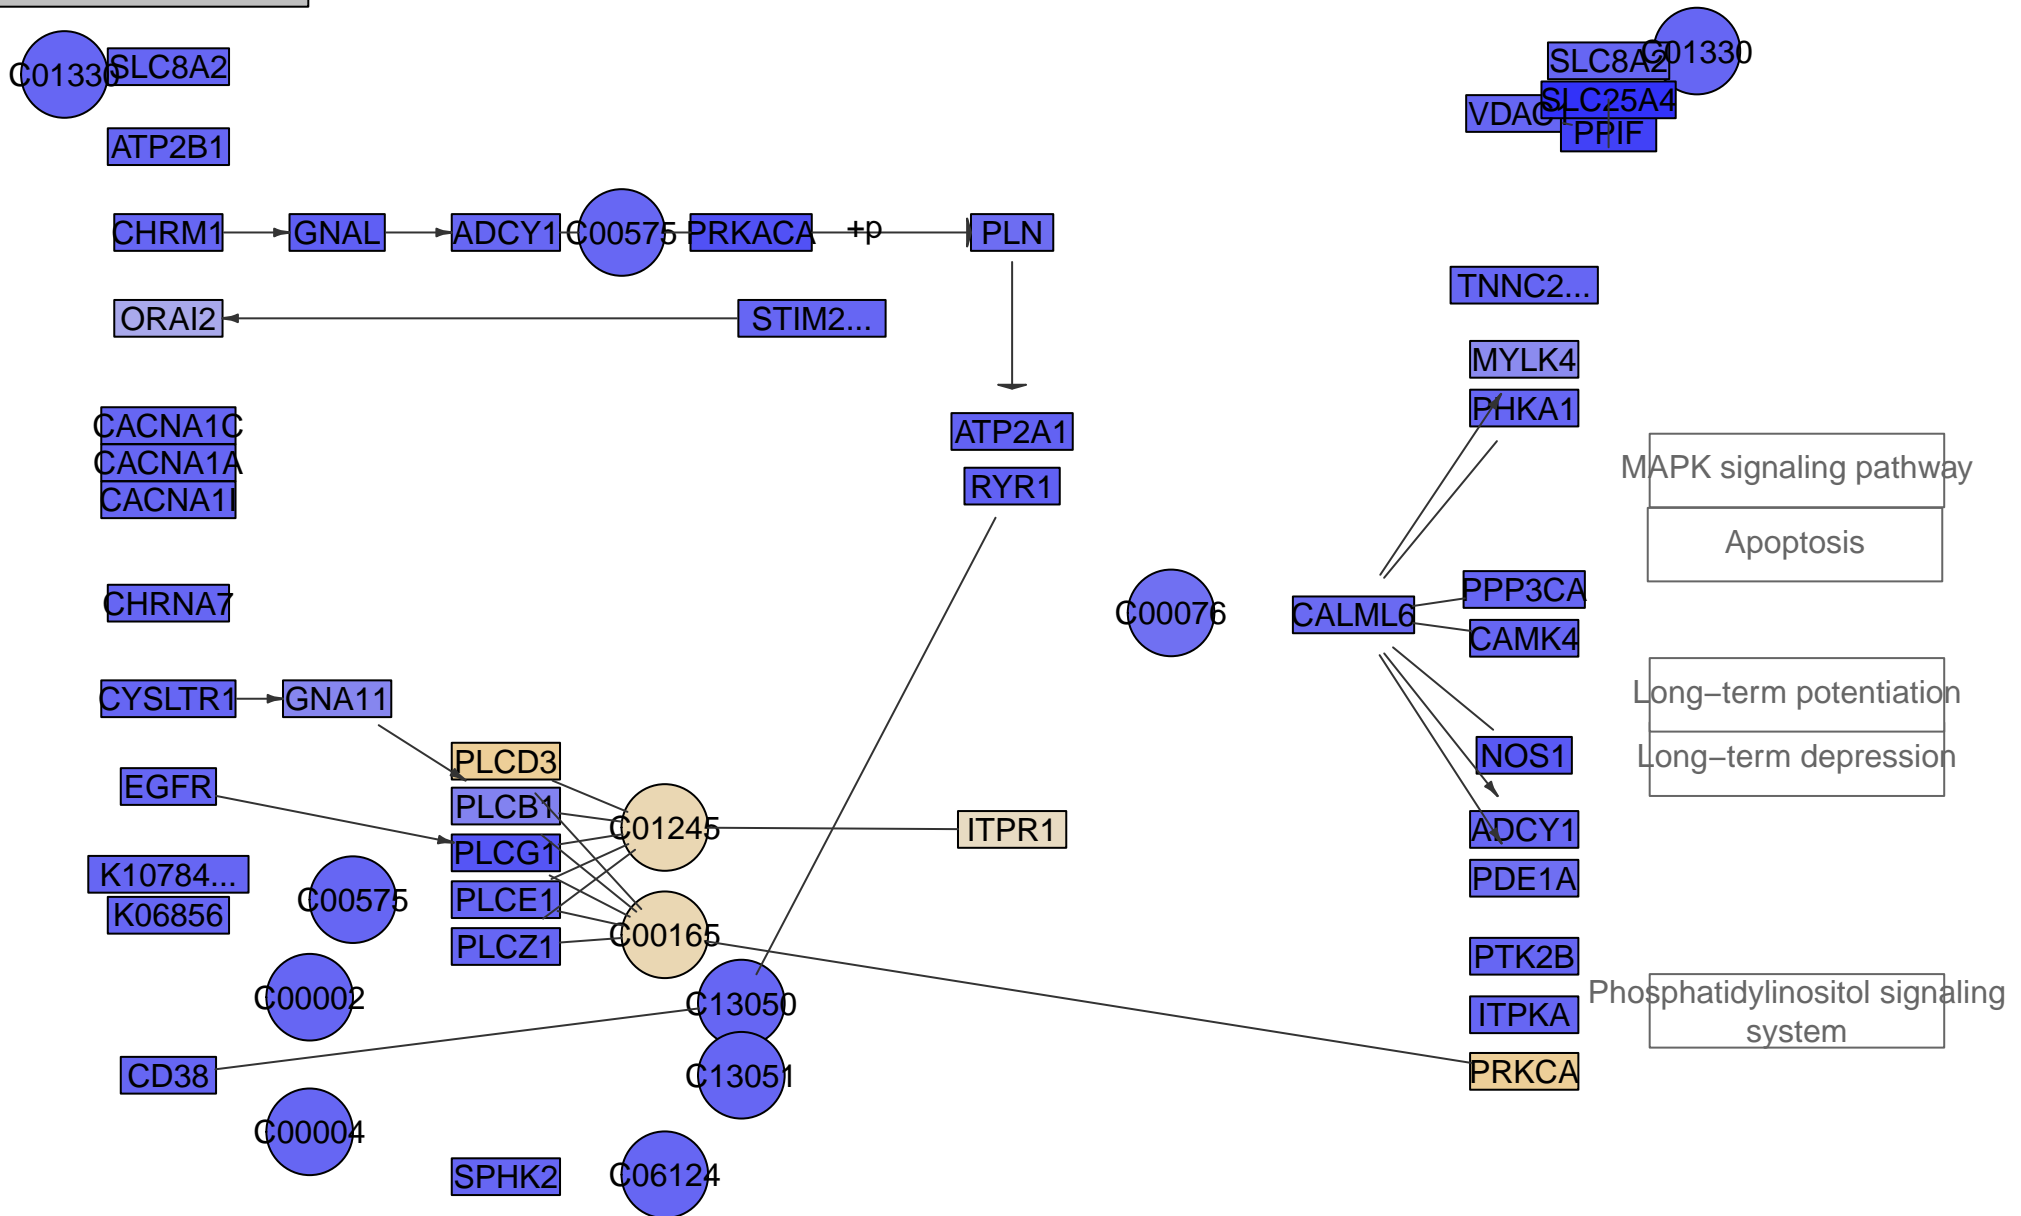 C01330
SLC8A2
SLC8A2
C01330
SLC25A4
VDAC1
PPIF
ATP2B1
CHRM1
GNAL
ADCY1
C00575
PRKACA
+p
PLN
TNNC2...
ORAI2
STIM2...
MYLK4
PHKA1
CACNA1C
CACNA1A
CACNA1I
ATP2A1
RYR1
MAPK signaling pathway
Apoptosis
CHRNA7
C00076
CALML6
PPP3CA
CAMK4
CYSLTR1
GNA11
Long−term potentiation
Long−term depression
NOS1
PLCD3
EGFR
PLCB1
PLCG1
C01245
ITPR1
ADCY1
K10784...
K06856
C00575
PLCE1
PDE1A
PLCZ1
C00165
PTK2B
C00002
C13050
ITPKA
Phosphatidylinositol signaling
system
CD38
C13051
PRKCA
C00004
SPHK2
C06124